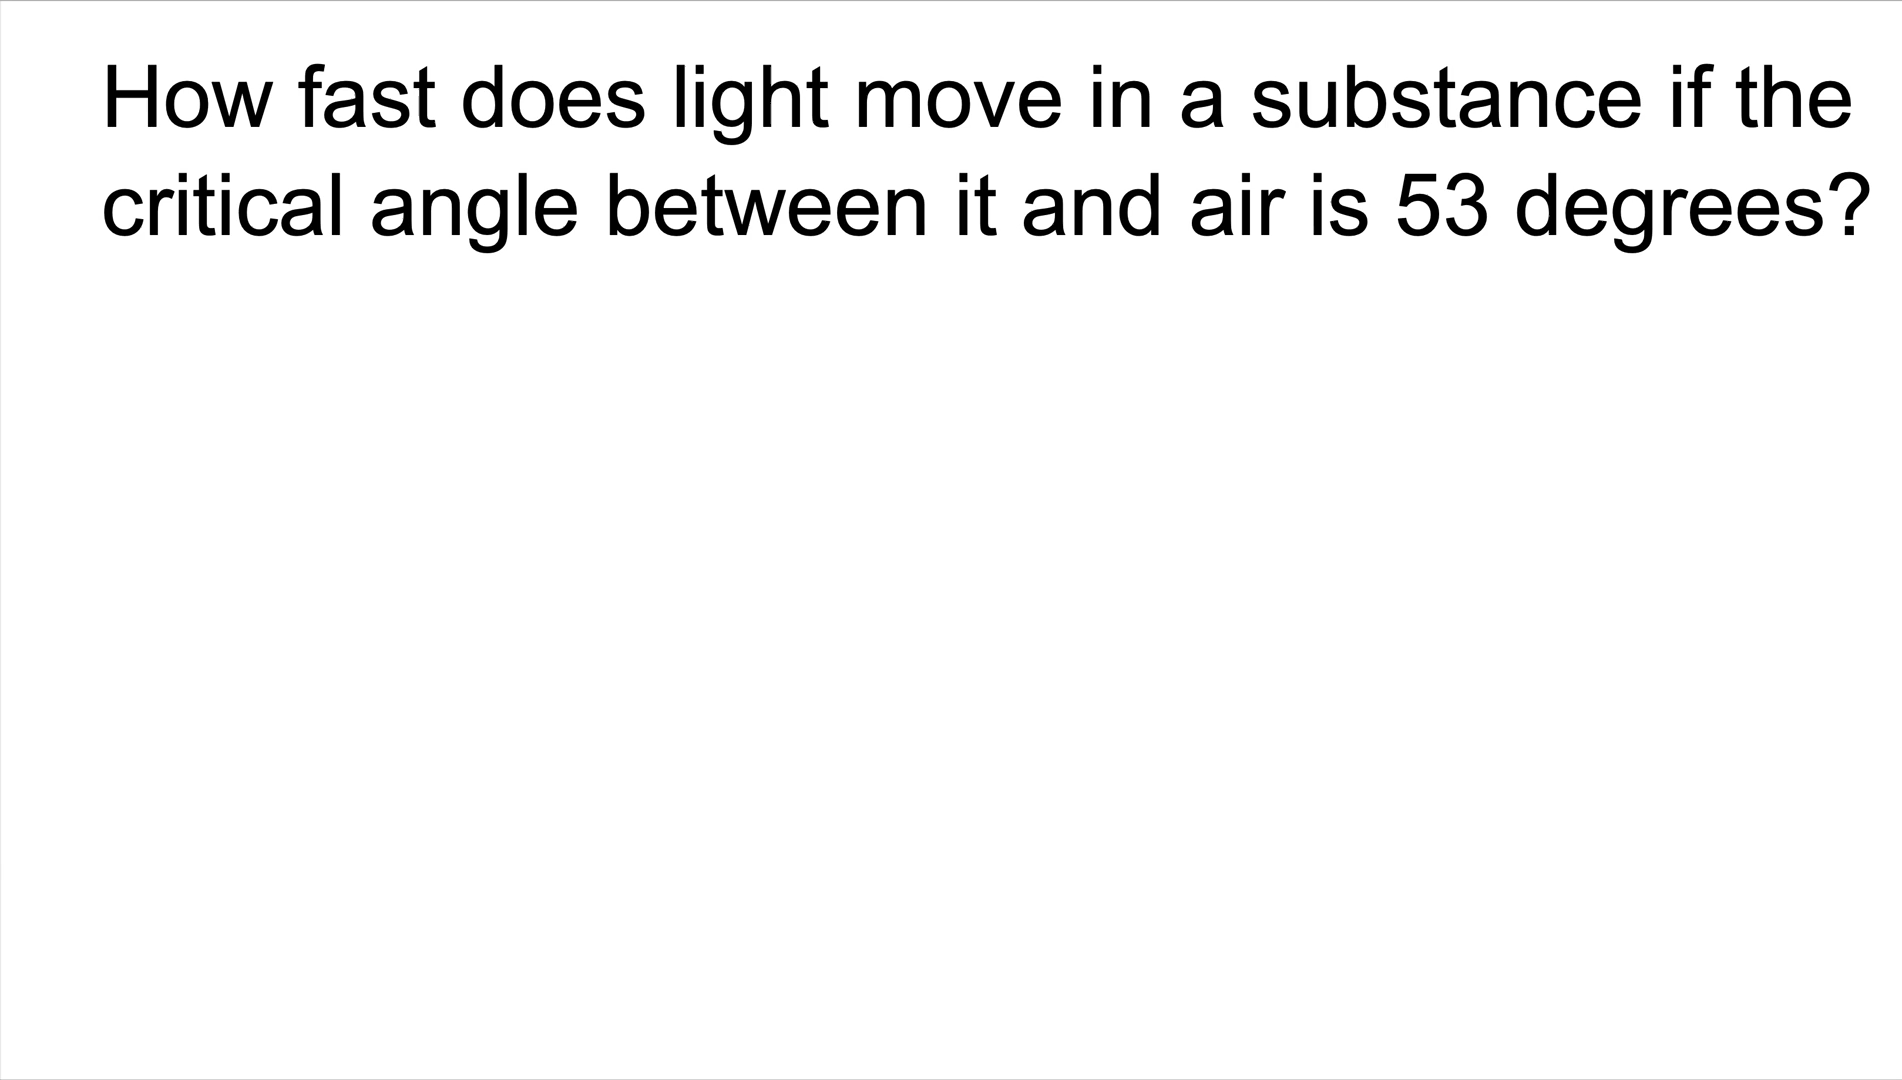 How fast does light move in a substance if the
critical angle between it and air is 53 degrees?